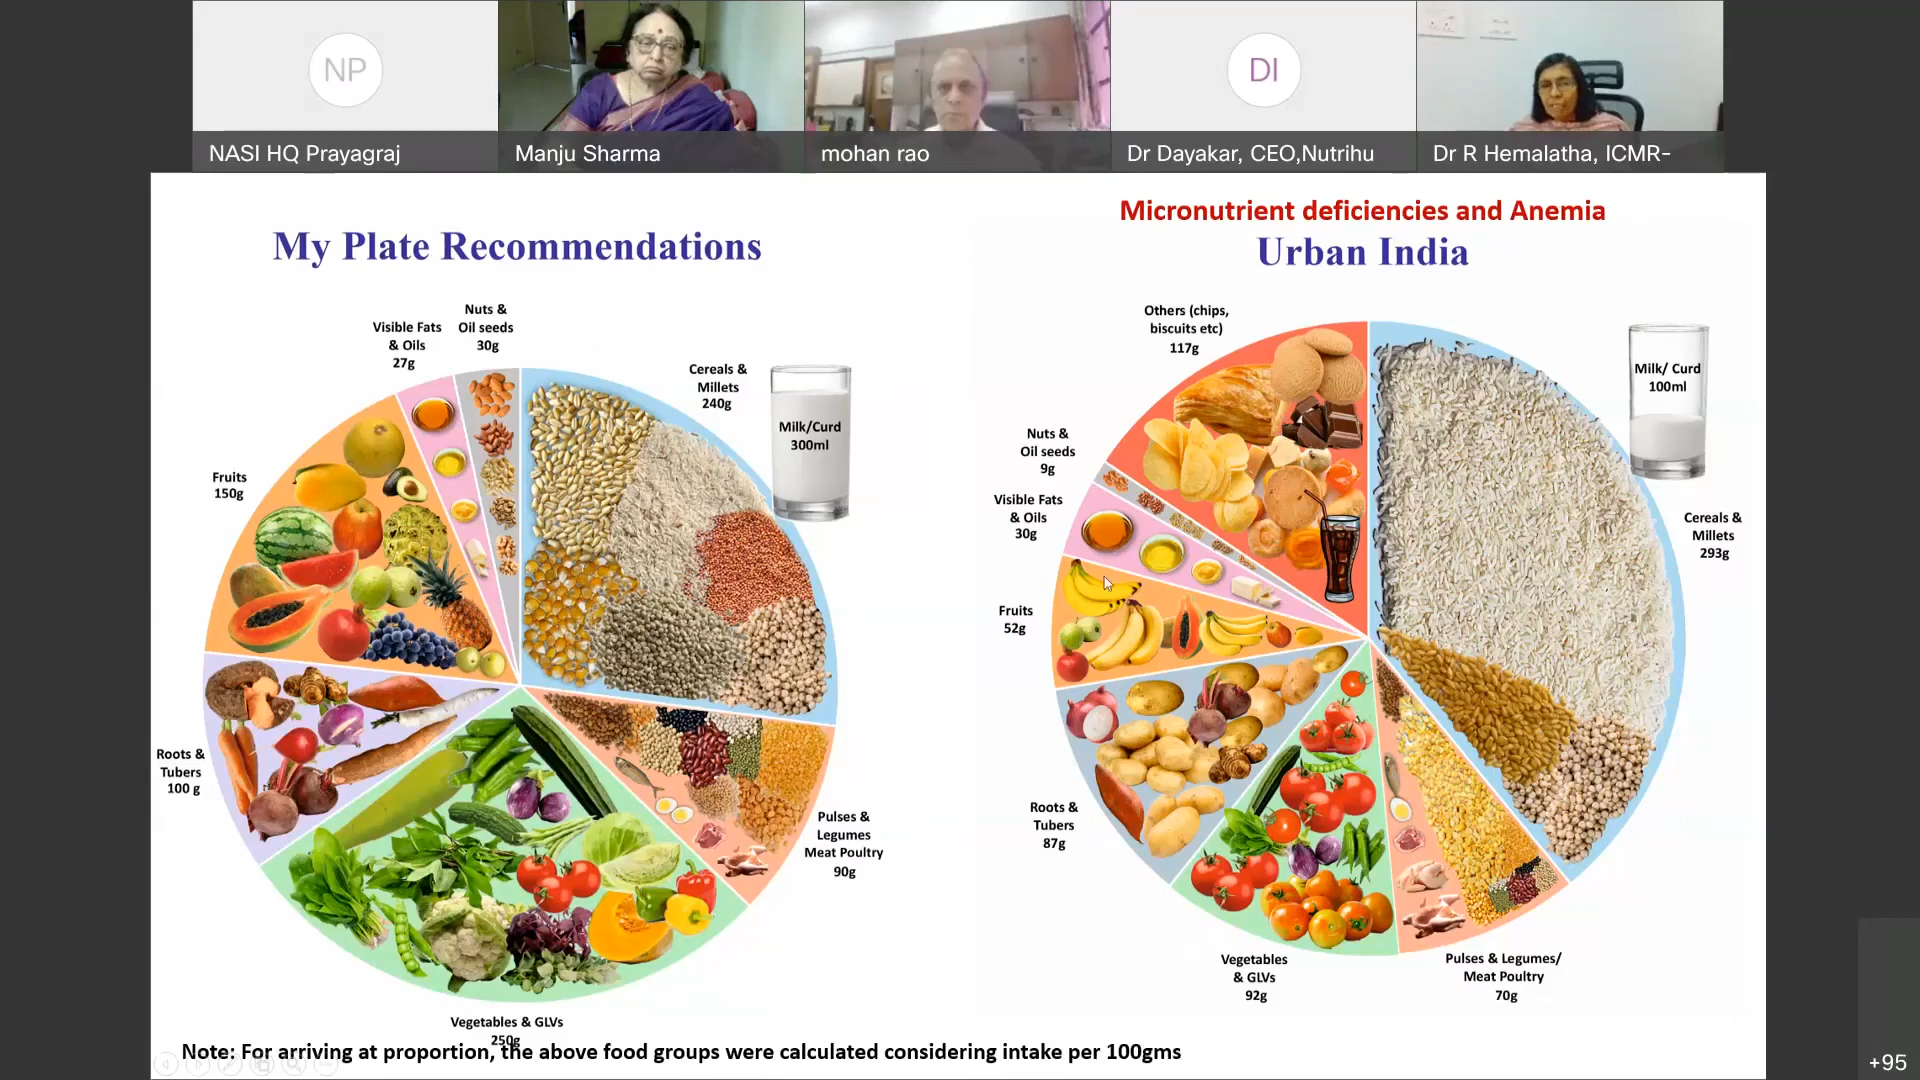 NP
DI
NASI HQ Prayagraj
Manju Sharma
mohan rao
Dr Dayakar, CEO,Nutrihu
Dr R Hemalatha, ICMR-
My Plate Recommendations
Nuts &
Oil seeds
30g
Visible Fats
& Oils
27g
Cereals &
Millets
240g
Milk/Curd
300ml
Fruits
150g
Roots &
Tubers
100 g
Pulses &
Legumes
Meat Poultry
90g
Vegetables & GLVs
250g
Micronutrient deficiencies and Anemia
Urban India
Others (chips,
biscuits etc)
117g
Milk/ Curd
100ml
Nuts &
Oil seeds
9g
Visible Fats
& Oils
30g
Cereals &
Millets
293g
Fruits
52g
Roots &
Tubers
87g
Vegetables
& GLVs
92g
Pulses & Legumes/
Meat Poultry
70g
Note: For arriving at proportion, the above food groups were calculated considering intake per 100gms
+95